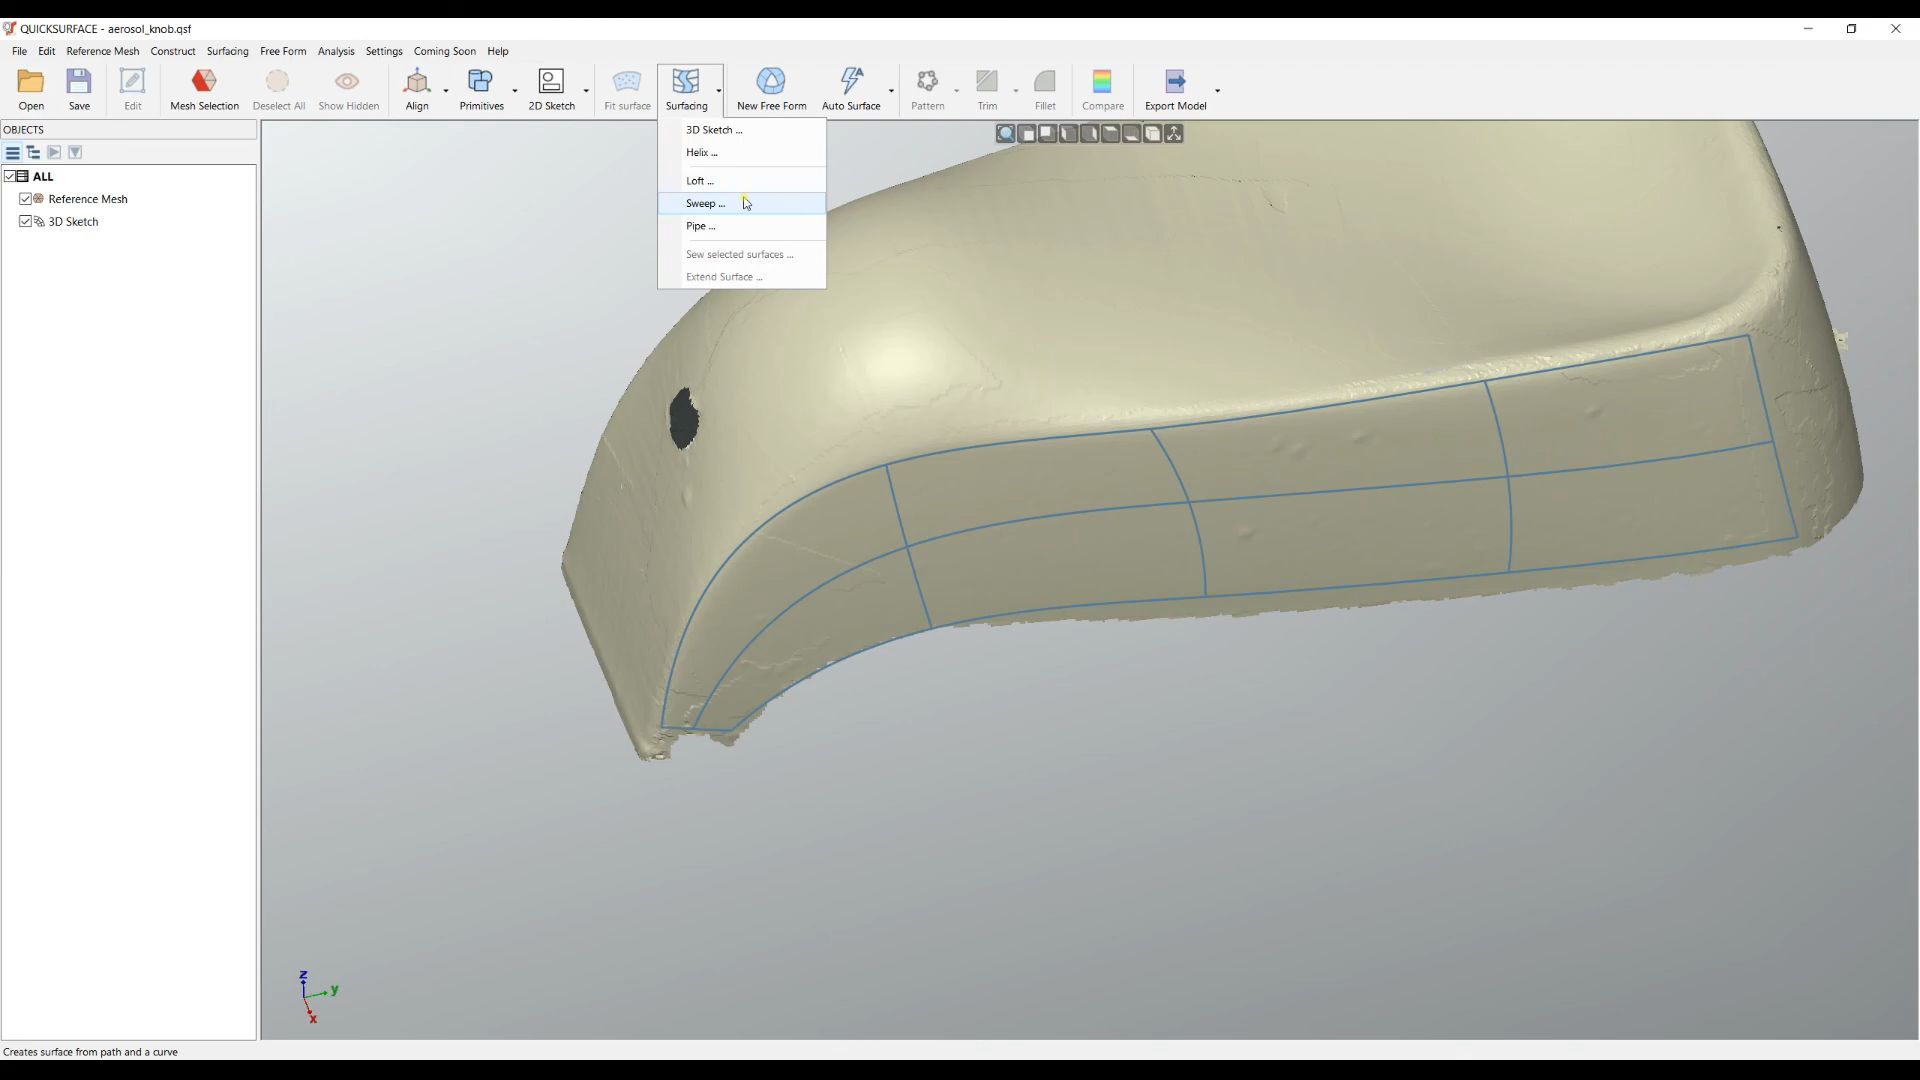 QUICKSURFACE - aerosol_knob.qsf
File Edit Reference Mesh Construct Surfacing Free Form Analysis Settings Coming Soon Help
Open Save Edit Mesh Selection Deselect All Show Hidden Align Primitives 2D Sketch Fit surface Surfacing New Free Form Auto Surface Pattern Trim Fillet Compare Export Model
OBJECTS
ALL
Reference Mesh
3D Sketch
3D Sketch ...
Helix ...
Loft ...
Sweep ...
Pipe ...
Sew selected surfaces ...
Extend Surface ...
z
y
x
Creates surface from path and a curve